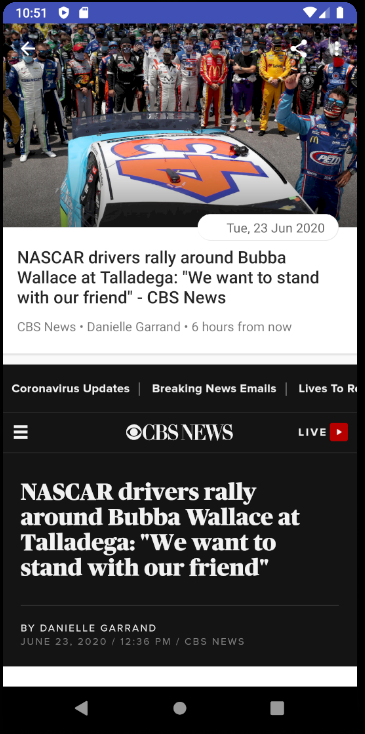 10:51
43
PETTY
Tue, 23 Jun 2020
NASCAR drivers rally around Bubba
Wallace at Talladega: "We want to stand
with our friend" - CBS News
CBS News • Danielle Garrand • 6 hours from now
Coronavirus Updates | Breaking News Emails | Lives To Re
CBS NEWS
LIVE
NASCAR drivers rally
around Bubba Wallace at
Talladega: "We want to
stand with our friend"
BY DANIELLE GARRAND
JUNE 23, 2020 / 12:36 PM / CBS NEWS